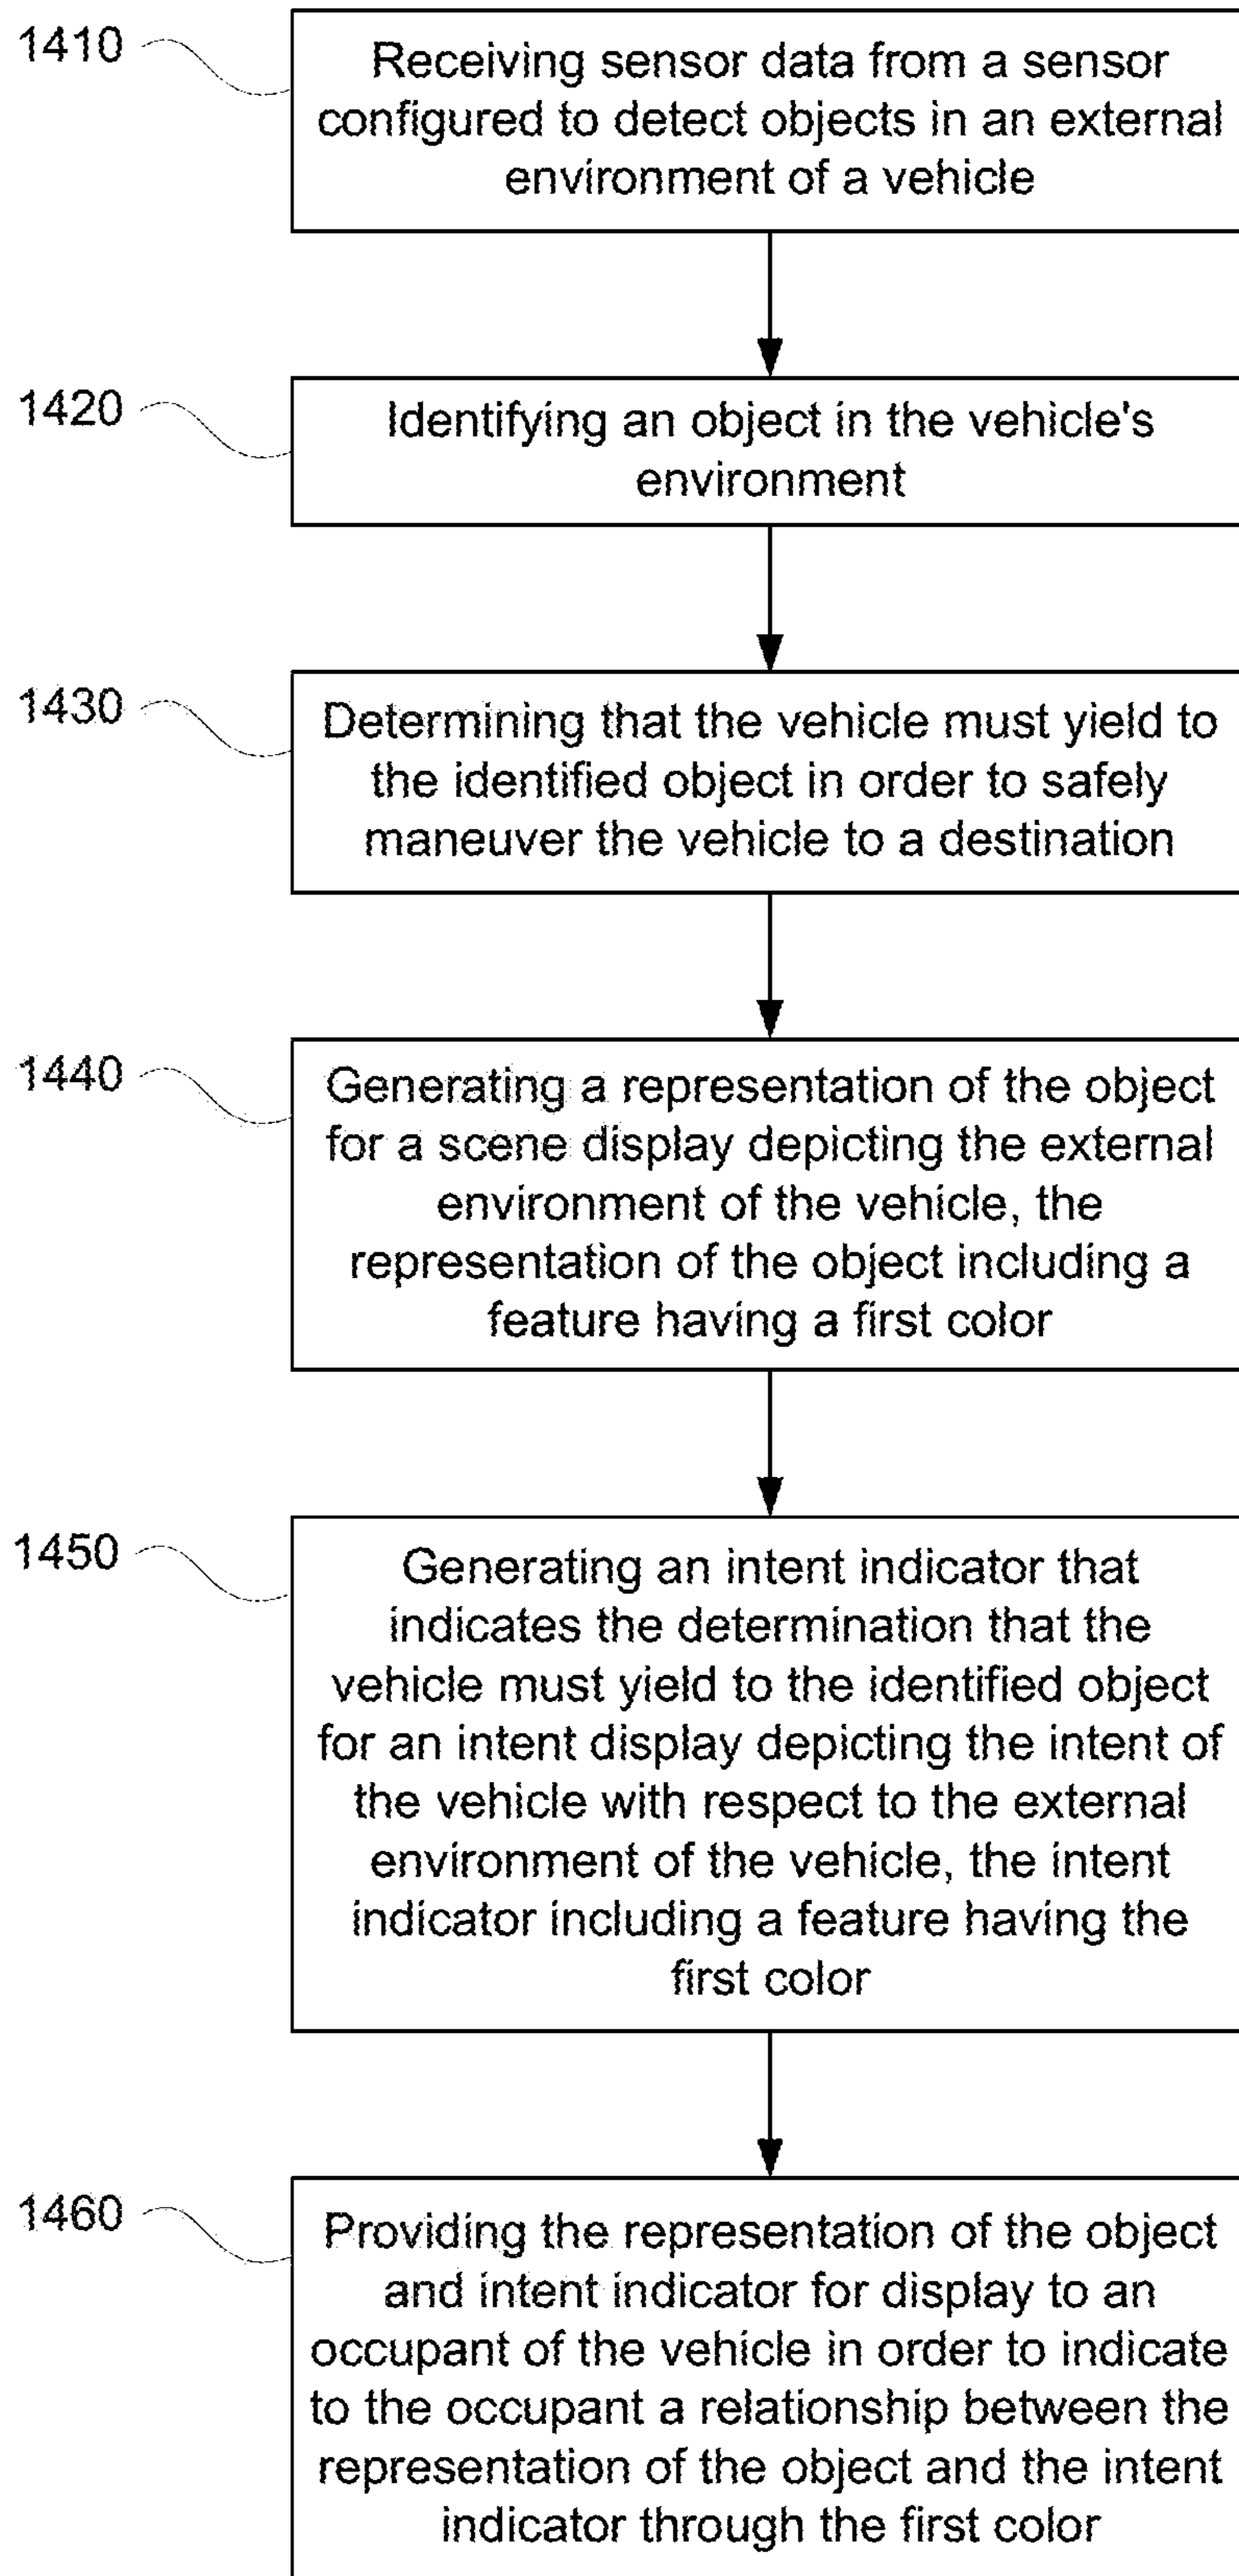 1410
Receiving sensor data from a sensor
configured to detect objects in an external
environment of a vehicle
1420
Identifying an object in the vehicle's
environment
1430
Determining that the vehicle must yield to
the identified object in order to safely
maneuver the vehicle to a destination
1440
Generating a representation of the object
for a scene display depicting the external
environment of the vehicle, the
representation of the object including a
feature having a first color
1450
Generating an intent indicator that
indicates the determination that the
vehicle must yield to the identified object
for an intent display depicting the intent of
the vehicle with respect to the external
environment of the vehicle, the intent
indicator including a feature having the
first color
1460
Providing the representation of the object
and intent indicator for display to an
occupant of the vehicle in order to indicate
to the occupant a relationship between the
representation of the object and the intent
indicator through the first color